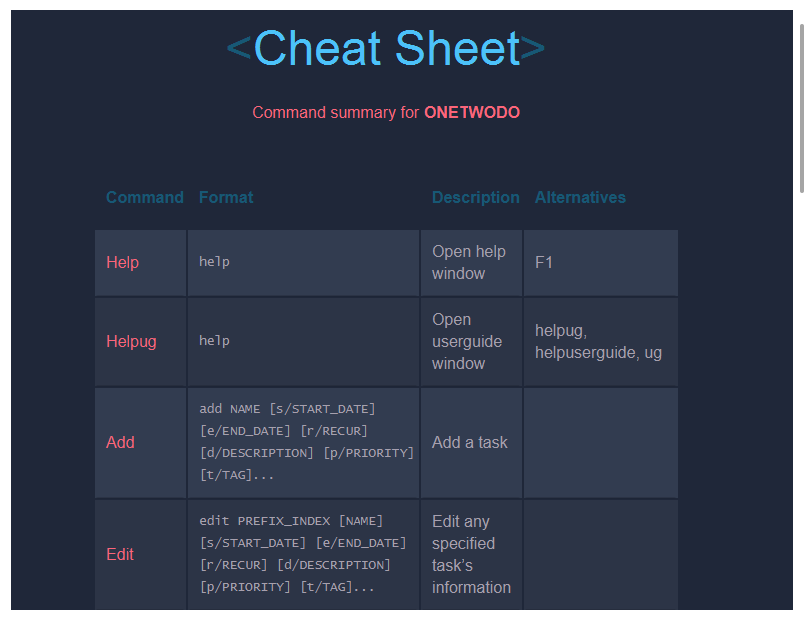 <Cheat Sheet>
Command summary for ONETWODO
Command Format Description Alternatives
Help
help
Open help
window
F1
Helpug
help
Open
userguide
window
helpug,
helpuserguide, ug
Add
add NAME [s/START_DATE]
[e/END_DATE] [r/RECUR]
[d/DESCRIPTION] [p/PRIORITY]
[t/TAG]...
Add a task
Edit
edit PREFIX_INDEX [NAME]
[s/START_DATE] [e/END_DATE]
[r/RECUR] [d/DESCRIPTION]
[p/PRIORITY] [t/TAG]...
Edit any
specified
task's
information